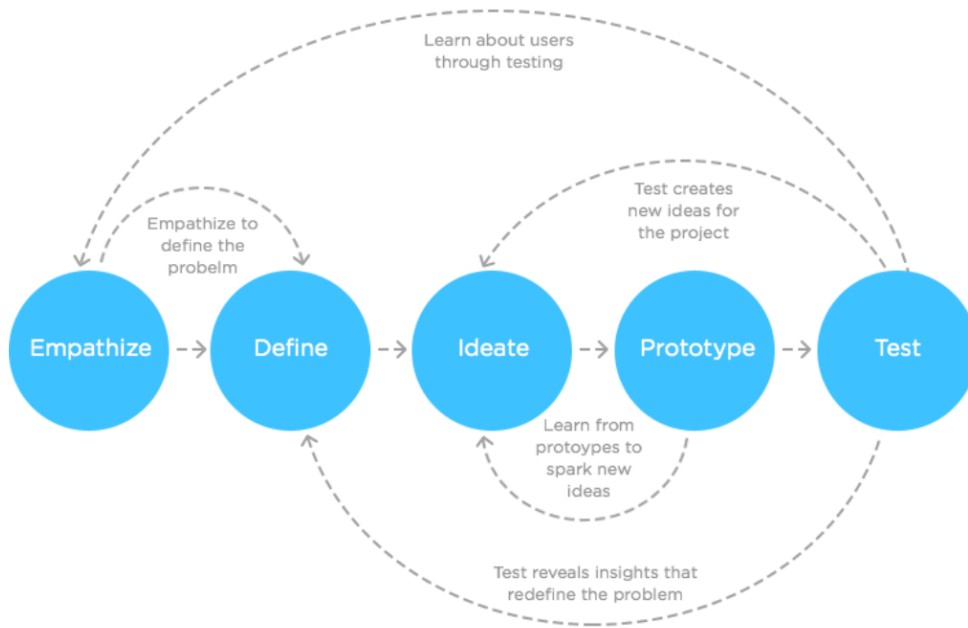 Learn about users
through testing
Test creates
new ideas for
the project
Empathize to
define the
probelm
Empathize
Define
Ideate
Prototype
Test
Learn from
protoypes to
spark new
ideas
Test reveals insights that
redefine the problem